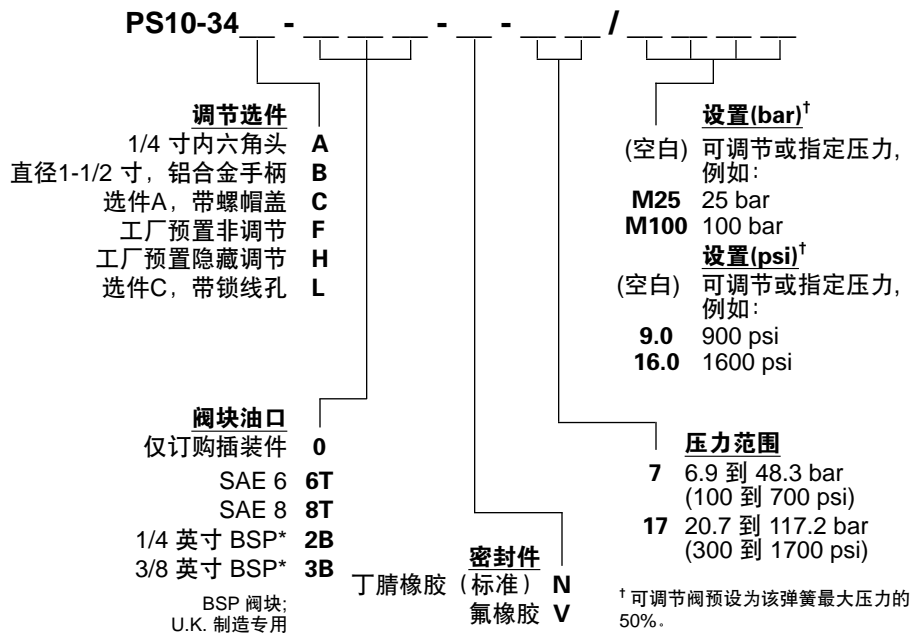 PS10-34__ - __ __ __ - __ - __ __ / __ __ __ __
调节选件
1/4 寸内六角头 A
直径1-1/2 寸，铝合金手柄 B
选件A，带螺帽盖 C
工厂预置非调节 F
工厂预置隐藏调节 H
选件C，带锁线孔 L
阀块油口
仅订购插装件 0
SAE 6 6T
SAE 8 8T
1/4 英寸 BSP* 2B
3/8 英寸 BSP* 3B
BSP 阀块;
U.K. 制造专用
密封件
丁腈橡胶（标准） N
氟橡胶 V
设置(bar)†
(空白) 可调节或指定压力,
例如:
M25 25 bar
M100 100 bar
设置(psi)†
(空白) 可调节或指定压力,
例如:
9.0 900 psi
16.0 1600 psi
压力范围
7 6.9 到 48.3 bar
(100 到 700 psi)
17 20.7 到 117.2 bar
(300 到 1700 psi)
† 可调节阀预设为该弹簧最大压力的
50%。